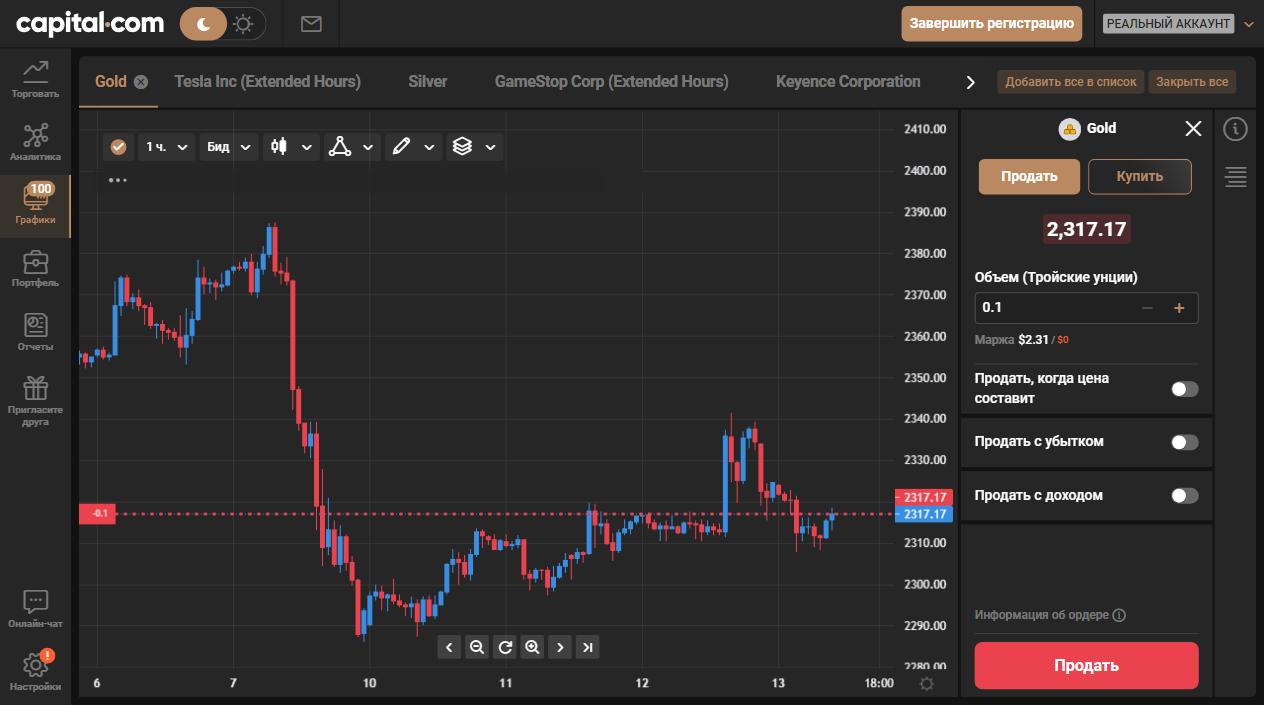 capital.com
Завершить регистрацию
РЕАЛЬНЫЙ АККАУНТ
Торговать
Аналитика
100
Графики
Портфель
Отчеты
Пригласите
друга
Онлайн-чат
!
Настройки
Gold
Tesla Inc (Extended Hours)
Silver
GameStop Corp (Extended Hours)
Keyence Corporation
Добавить все в список
Закрыть все
1 ч.
Бид
2410.00
2400.00
2390.00
2380.00
2370.00
2360.00
2350.00
2340.00
2330.00
2317.17
2317.17
2310.00
2300.00
2290.00
2280.00
-0.1
6
7
10
11
12
13
18:00
Gold
Продать
Купить
2,317.17
Объем (Тройские унции)
0.1
Маржа $2.31 / $0
Продать, когда цена
составит
Продать с убытком
Продать с доходом
Информация об ордере
Продать